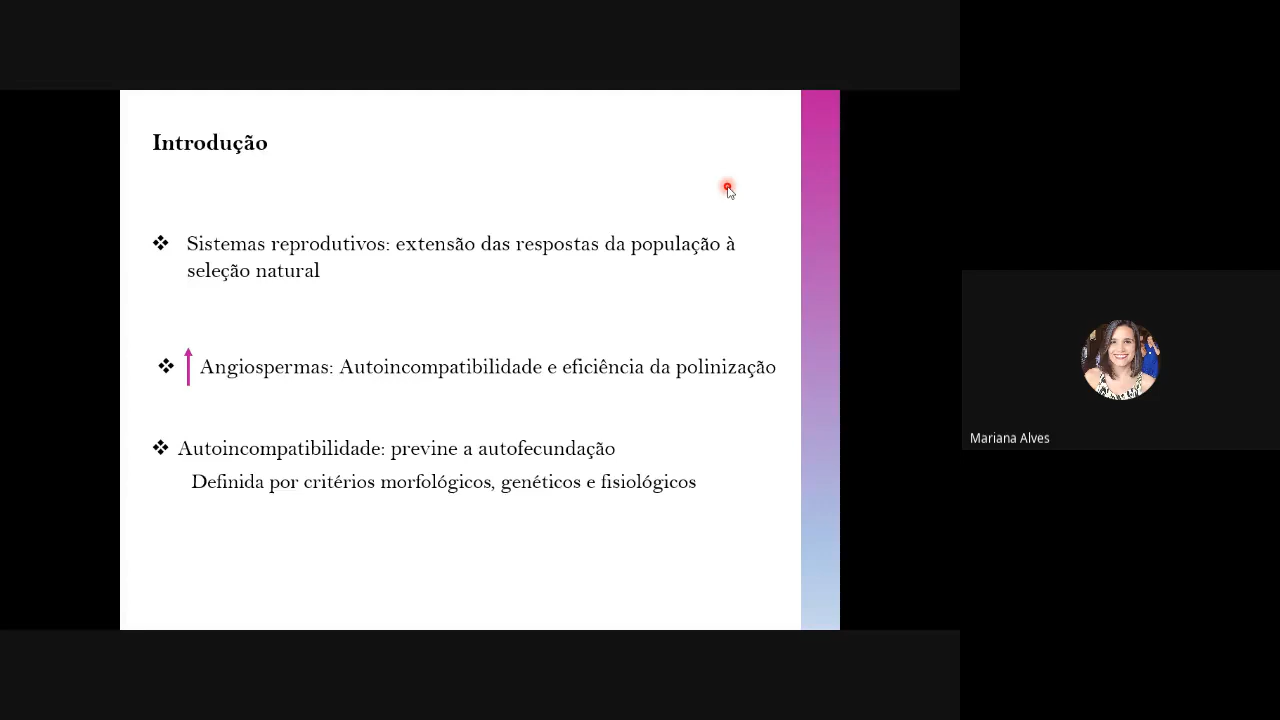 Introdução
❖ Sistemas reprodutivos: extensão das respostas da população à
seleção natural
❖ Angiospermas: Autoincompatibilidade e eficiência da polinização
❖ Autoincompatibilidade: previne a autofecundação
Definida por critérios morfológicos, genéticos e fisiológicos
Mariana Alves